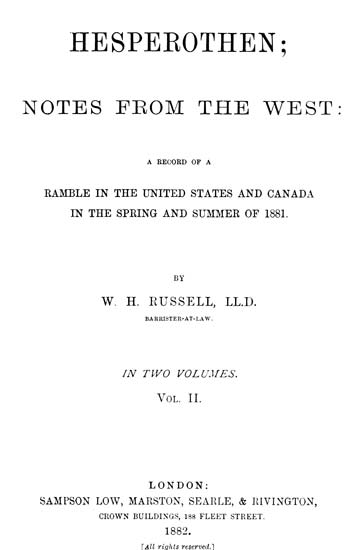 HESPEROTHEN;
NOTES FROM THE WEST:
A RECORD OF A
RAMBLE IN THE UNITED STATES AND CANADA
IN THE SPRING AND SUMMER OF 1881.
BY
W. H. RUSSELL, LL.D.
BARRISTER-AT-LAW.
IN TWO VOLUMES.
VOL. II.
LONDON:
SAMPSON LOW, MARSTON, SEARLE, & RIVINGTON,
CROWN BUILDINGS, 188 FLEET STREET.
1882.
[All rights reserved.]